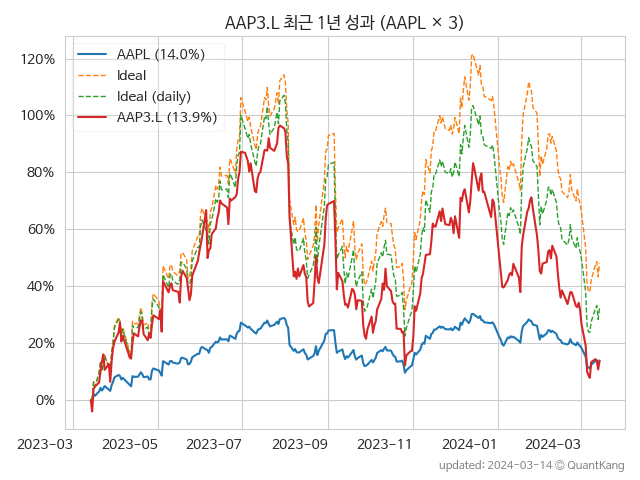 AAP3.L 최근 1년 성과 (AAPL × 3)
AAPL (14.0%)
Ideal
Ideal (daily)
AAP3.L (13.9%)
120%
100%
80%
60%
40%
20%
0%
2023-03
2023-05
2023-07
2023-09
2023-11
2024-01
2024-03
updated: 2024-03-14 © QuantKang